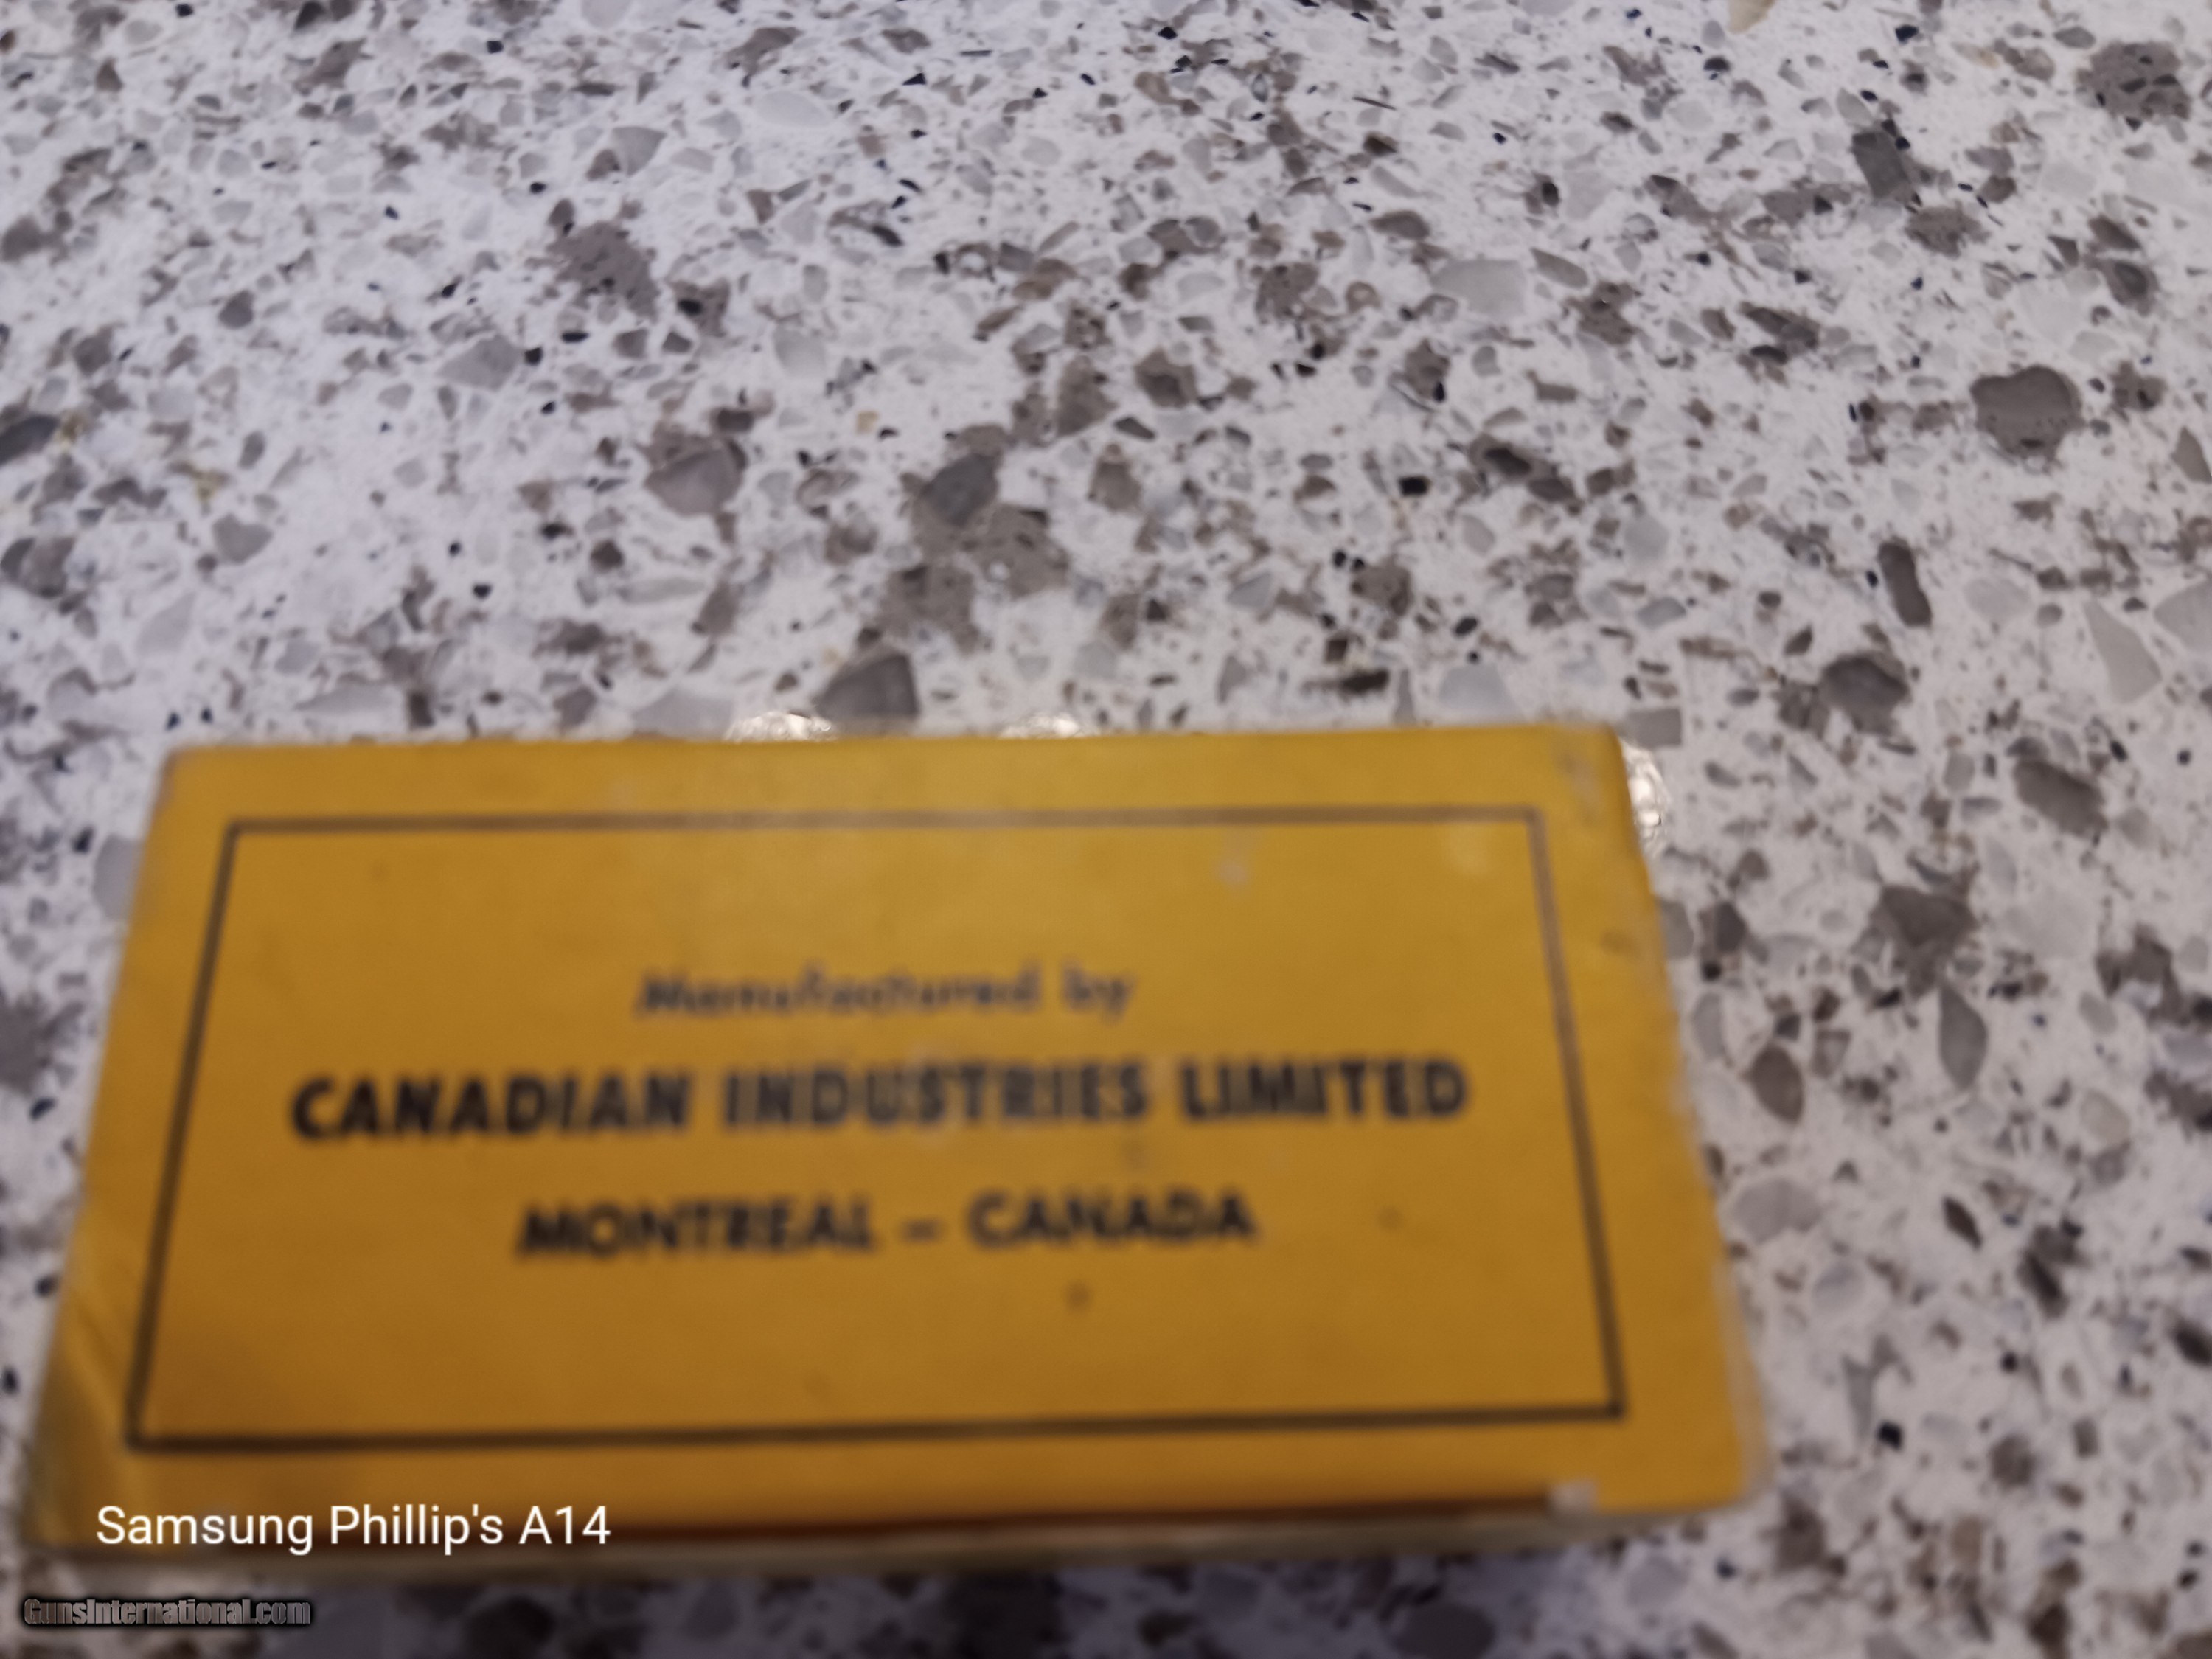 Manufactured by
CANADIAN INDUSTRIES LIMITED
MONTREAL – CANADA
Samsung Phillip's A14
GunsInternational.com